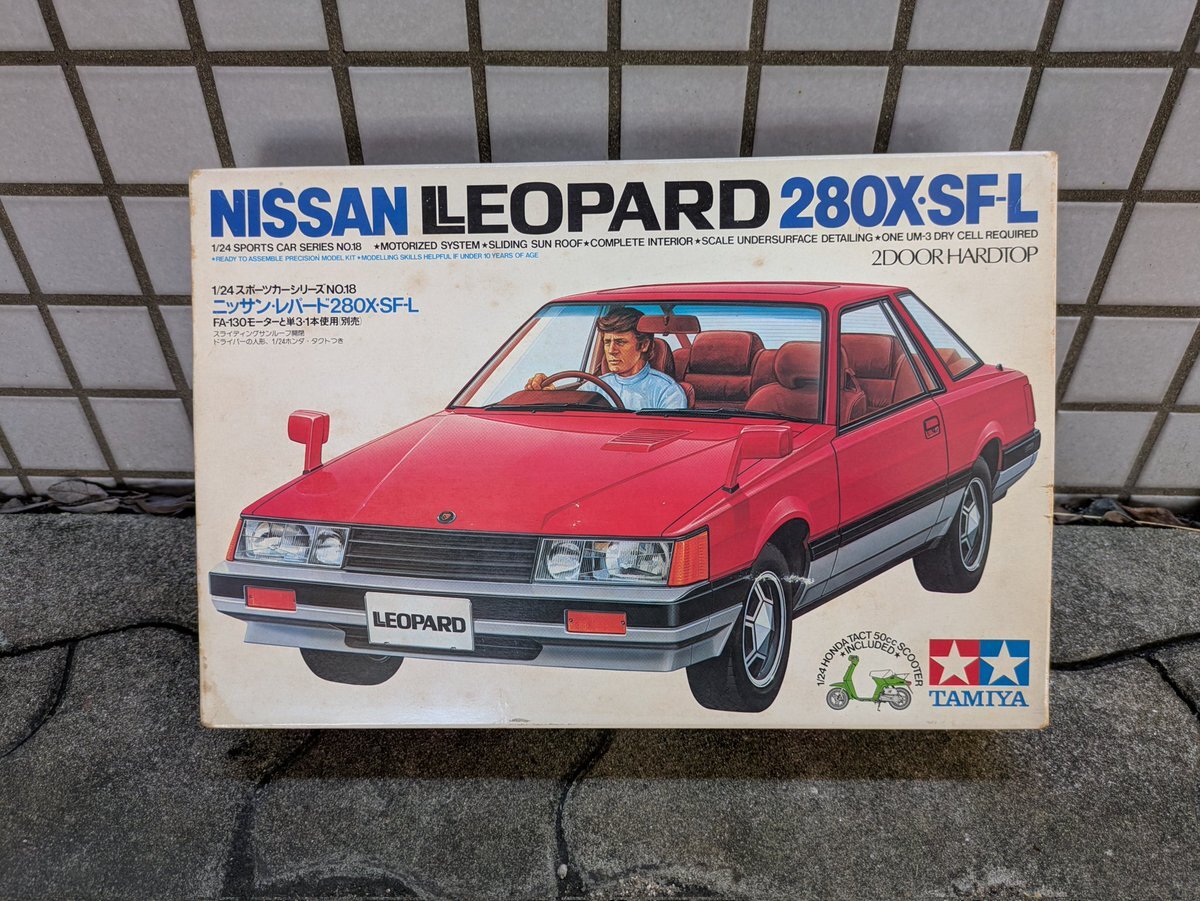 NISSAN LEOPARD 280X·SF-L
1/24 SPORTS CAR SERIES NO.18 ★MOTORIZED SYSTEM★SLIDING SUN ROOF★COMPLETE INTERIOR★SCALE UNDERSURFACE DETAILING★ONE UM-3 DRY CELL REQUIRED
★READY TO ASSEMBLE PRECISION MODEL KIT ★MODELLING SKILLS HELPFUL IF UNDER 10 YEARS OF AGE
2DOOR HARDTOP
1/24スポーツカーシリーズNO.18
ニッサン・レパード280X・SF-L
FA-130モーターと単3・1本使用(別売)
スライディングサンルーフ開閉
ドライバーの人形、1/24ホンダ・タクトつき
LEOPARD
1/24 HONDA TACT 50cc SCOOTER
★INCLUDED★
TAMIYA